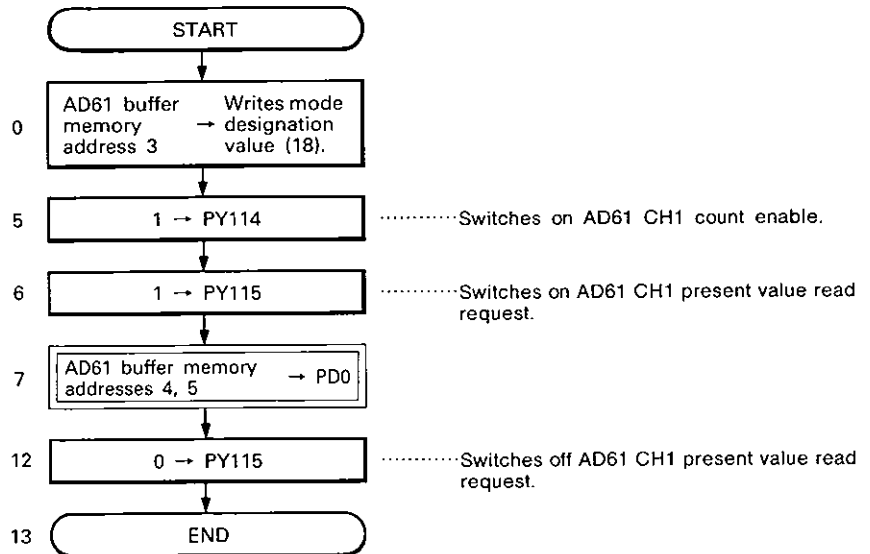 START
0
AD61 buffer memory address 3 → Writes mode designation value (18).
5
1 → PY114
Switches on AD61 CH1 count enable.
6
1 → PY115
Switches on AD61 CH1 present value read
request.
7
AD61 buffer memory
addresses 4, 5 → PD0
12
0 → PY115
Switches off AD61 CH1 present value read
request.
13
END